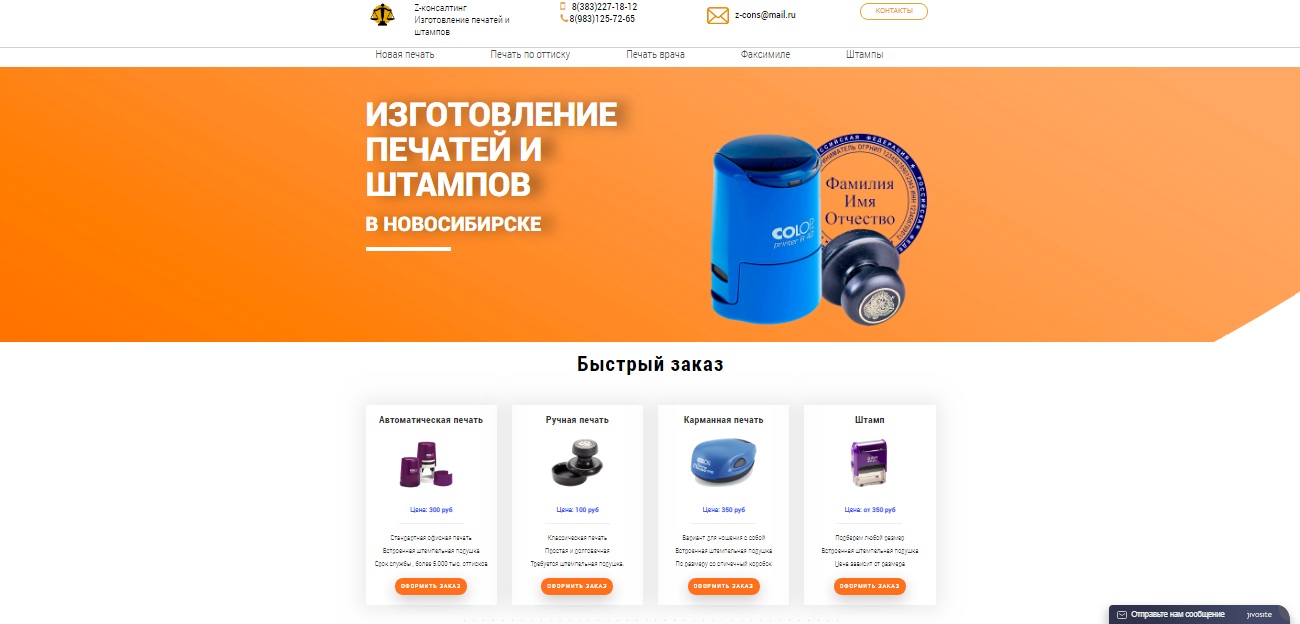 Z-консалтинг
Изготовление печатей и
штампов
8(383)227-18-12
8(983)125-72-65
z-cons@mail.ru
КОНТАКТЫ
Новая печать
Печать по оттиску
Печать врача
Факсимиле
Штампы
ИЗГОТОВЛЕНИЕ
ПЕЧАТЕЙ И
ШТАМПОВ
В НОВОСИБИРСКЕ
РОССИЙСКАЯ ФЕДЕРАЦИЯ
Фамилия
Имя
Отчество
COLOP
printer R 40
Быстрый заказ
Автоматическая печать
Цена: 300 руб
Стандартная офисная печать
Встроенная штемпельная подушка
Срок службы , более 5.000 тыс. оттисков
ОФОРМИТЬ ЗАКАЗ
Ручная печать
Цена: 100 руб
Классическая печать
Простая и долговечная
Требуется штемпельная подушка.
ОФОРМИТЬ ЗАКАЗ
Карманная печать
COLOP
Цена: 350 руб
Вариант для ношения с собой
Встроенная штемпельная подушка
По размеру со спичечный коробок
ОФОРМИТЬ ЗАКАЗ
Штамп
Цена: от 350 руб
Подберем любой размер
Встроенная штемпельная подушка
Цена зависит от размера
ОФОРМИТЬ ЗАКАЗ
Отправьте нам сообщение
jivosite